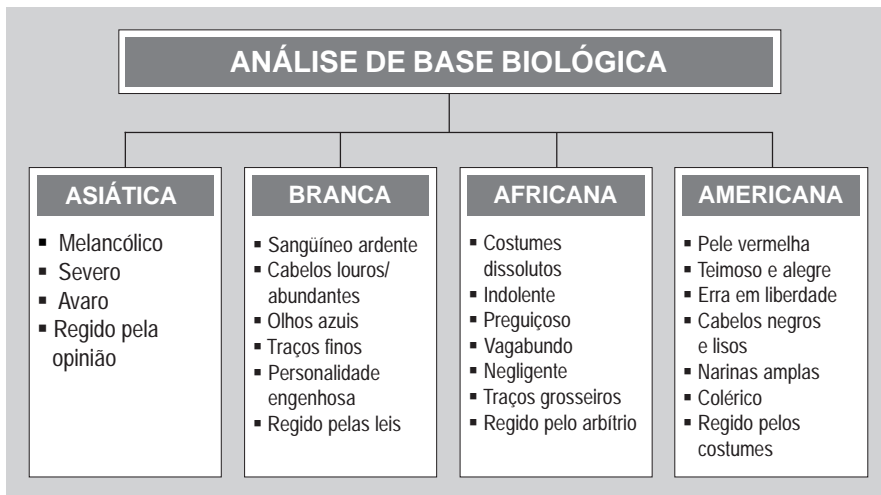 ANÁLISE DE BASE BIOLÓGICA
ASIÁTICA
▪ Melancólico
▪ Severo
▪ Avaro
▪ Regido pela
opinião
BRANCA
▪ Sangüíneo ardente
▪ Cabelos louros/
abundantes
▪ Olhos azuis
▪ Traços finos
▪ Personalidade
engenhosa
▪ Regido pelas leis
AFRICANA
▪ Costumes
dissolutos
▪ Indolente
▪ Preguiçoso
▪ Vagabundo
▪ Negligente
▪ Traços grosseiros
▪ Regido pelo arbítrio
AMERICANA
▪ Pele vermelha
▪ Teimoso e alegre
▪ Erra em liberdade
▪ Cabelos negros
e lisos
▪ Narinas amplas
▪ Colérico
▪ Regido pelos
costumes